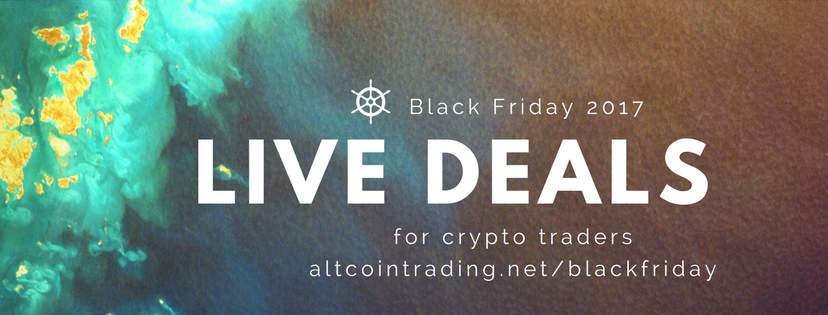 Black Friday 2017
LIVE DEALS
for crypto traders
altcointrading.net/blackfriday